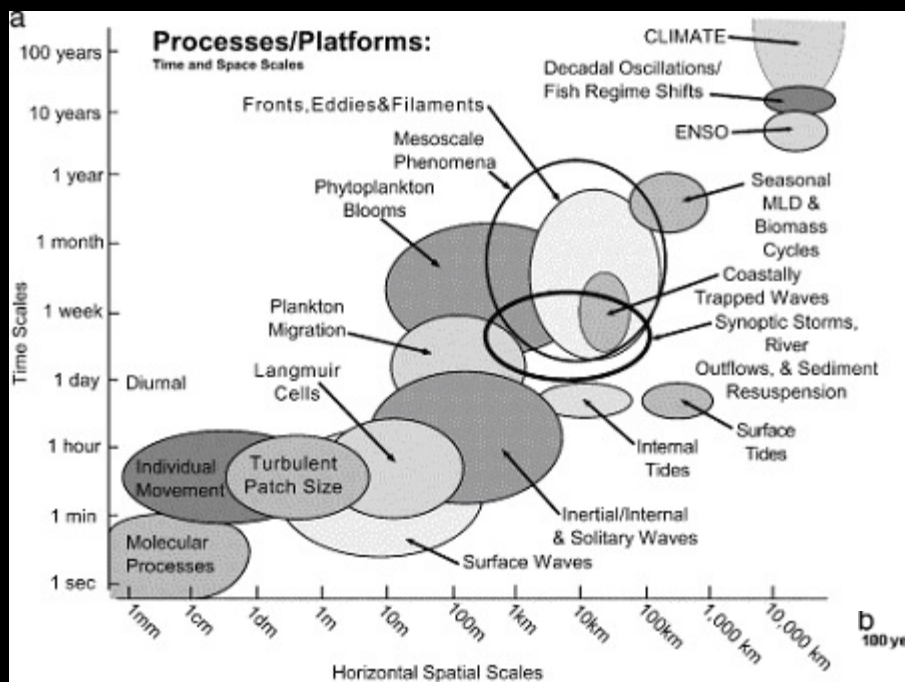 a
Processes/Platforms:
Time and Space Scales
CLIMATE
Decadal Oscillations/
Fish Regime Shifts
ENSO
Fronts, Eddies&Filaments
Mesoscale
Phenomena
Phytoplankton
Blooms
Seasonal
MLD &
Biomass
Cycles
Coastally
Trapped Waves
Plankton
Migration
Synoptic Storms,
River
Outflows, & Sediment
Resuspension
Langmuir
Cells
Diurnal
Internal
Tides
Surface
Tides
Individual
Movement
Turbulent
Patch Size
Inertial/Internal
& Solitary Waves
Molecular
Processes
Surface Waves
Time Scales
100 years
10 years
1 year
1 month
1 week
1 day
1 hour
1 min
1 sec
1mm
1cm
1dm
1m
10m
100m
1km
10km
100km
1,000 km
10,000 km
Horizontal Spatial Scales
b
100 ye